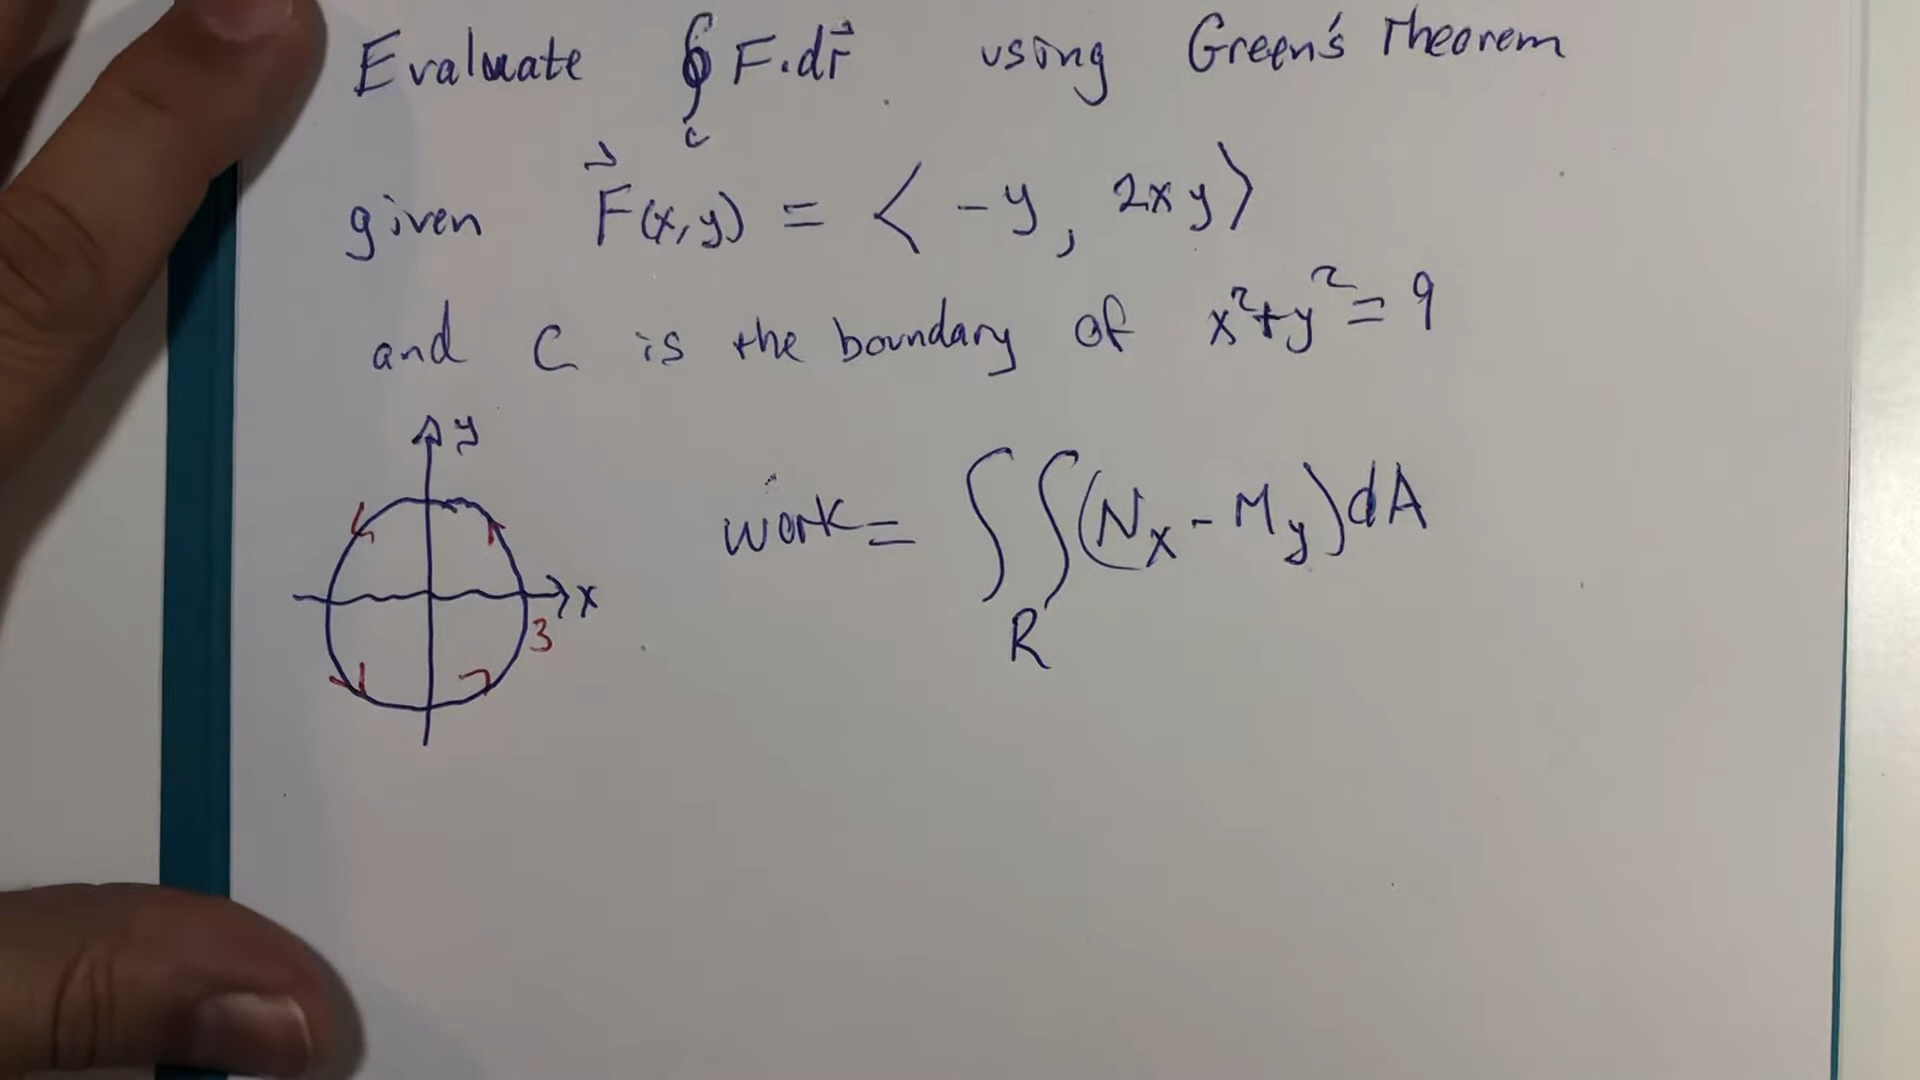 Evaluate ∮_C F·dr⃗ using Green's Theorem
given F⃗(x,y) = ⟨ -y, 2xy⟩
and C is the boundary of x²+y²=9
y
x
3
work = ∬_R (N_x - M_y)dA